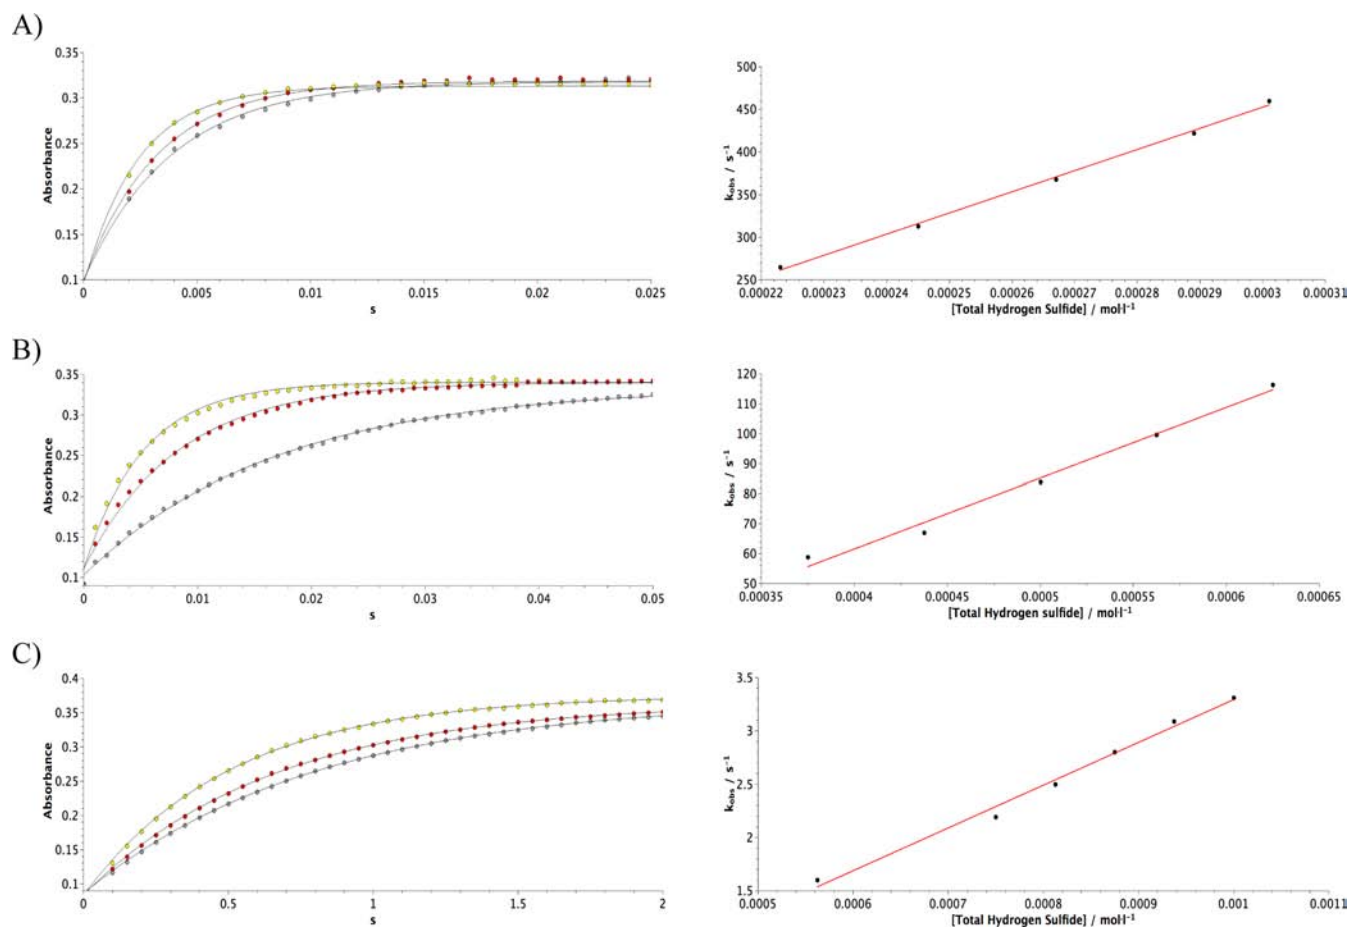 A)
0.35
0.3
0.25
0.2
0.15
0.1
Absorbance
0 0.005 0.01 0.015 0.02 0.025
s
500
450
400
350
300
250
k_obs / s⁻¹
0.00022 0.00023 0.00024 0.00025 0.00026 0.00027 0.00028 0.00029 0.0003 0.00031
[Total Hydrogen Sulfide] / mol·l⁻¹
B)
0.35
0.3
0.25
0.2
0.15
0.1
Absorbance
0 0.01 0.02 0.03 0.04 0.05
s
120
110
100
90
80
70
60
50
k_obs / s⁻¹
0.00035 0.0004 0.00045 0.0005 0.00055 0.0006 0.00065
[Total Hydrogen sulfide] / mol·l⁻¹
C)
0.4
0.35
0.3
0.25
0.2
0.15
0.1
Absorbance
0 0.5 1 1.5 2
s
3.5
3
2.5
2
1.5
k_obs / s⁻¹
0.0005 0.0006 0.0007 0.0008 0.0009 0.001 0.0011
[Total Hydrogen Sulfide] / mol·l⁻¹